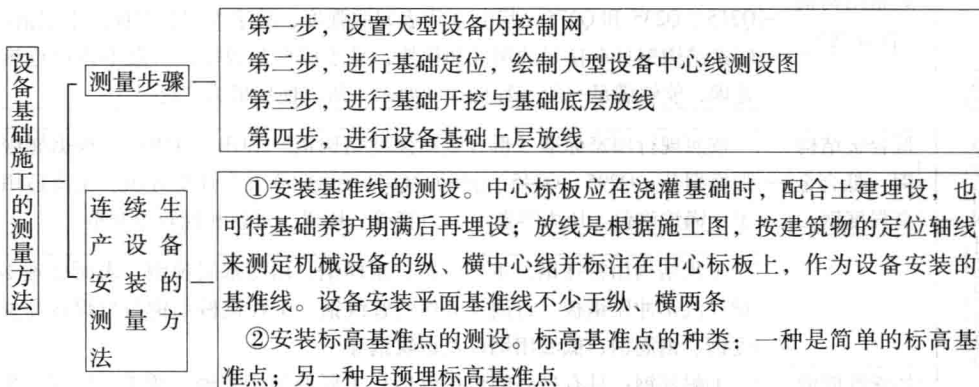 设备基础施工的测量方法
测量步骤
第一步，设置大型设备内控制网
第二步，进行基础定位，绘制大型设备中心线测设图
第三步，进行基础开挖与基础底层放线
第四步，进行设备基础上层放线
连续生
产设备
安装的
测量方
法
①安装基准线的测设。中心标板应在浇灌基础时，配合土建埋设，也
可待基础养护期满后再埋设；放线是根据施工图，按建筑物的定位轴线
来测定机械设备的纵、横中心线并标注在中心标板上，作为设备安装的
基准线。设备安装平面基准线不少于纵、横两条
②安装标高基准点的测设。标高基准点的种类：一种是简单的标高基
准点；另一种是预埋标高基准点